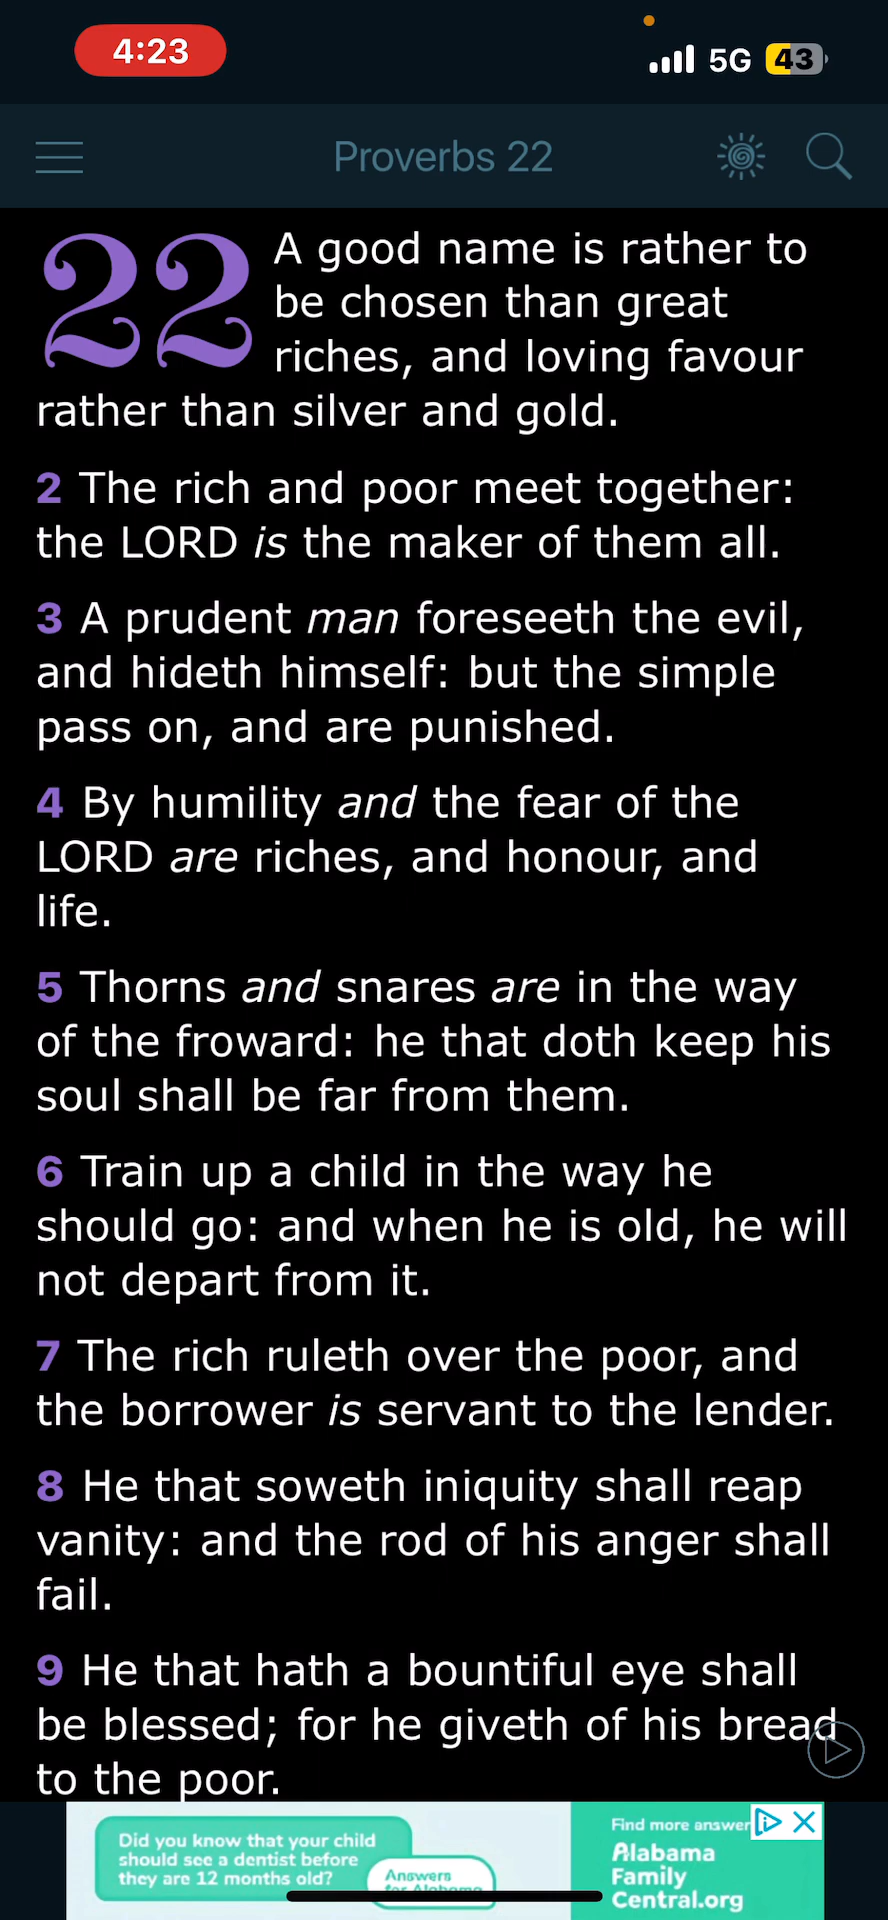 4:23
5G 43
Proverbs 22
22 A good name is rather to
be chosen than great
riches, and loving favour
rather than silver and gold.
2 The rich and poor meet together:
the LORD is the maker of them all.
3 A prudent man foreseeth the evil,
and hideth himself: but the simple
pass on, and are punished.
4 By humility and the fear of the
LORD are riches, and honour, and
life.
5 Thorns and snares are in the way
of the froward: he that doth keep his
soul shall be far from them.
6 Train up a child in the way he
should go: and when he is old, he will
not depart from it.
7 The rich ruleth over the poor, and
the borrower is servant to the lender.
8 He that soweth iniquity shall reap
vanity: and the rod of his anger shall
fail.
9 He that hath a bountiful eye shall
be blessed; for he giveth of his bread
to the poor.
Did you know that your child
should see a dentist before
they are 12 months old?
Answers
for Alabama
Find more answer
Alabama
Family
Central.org